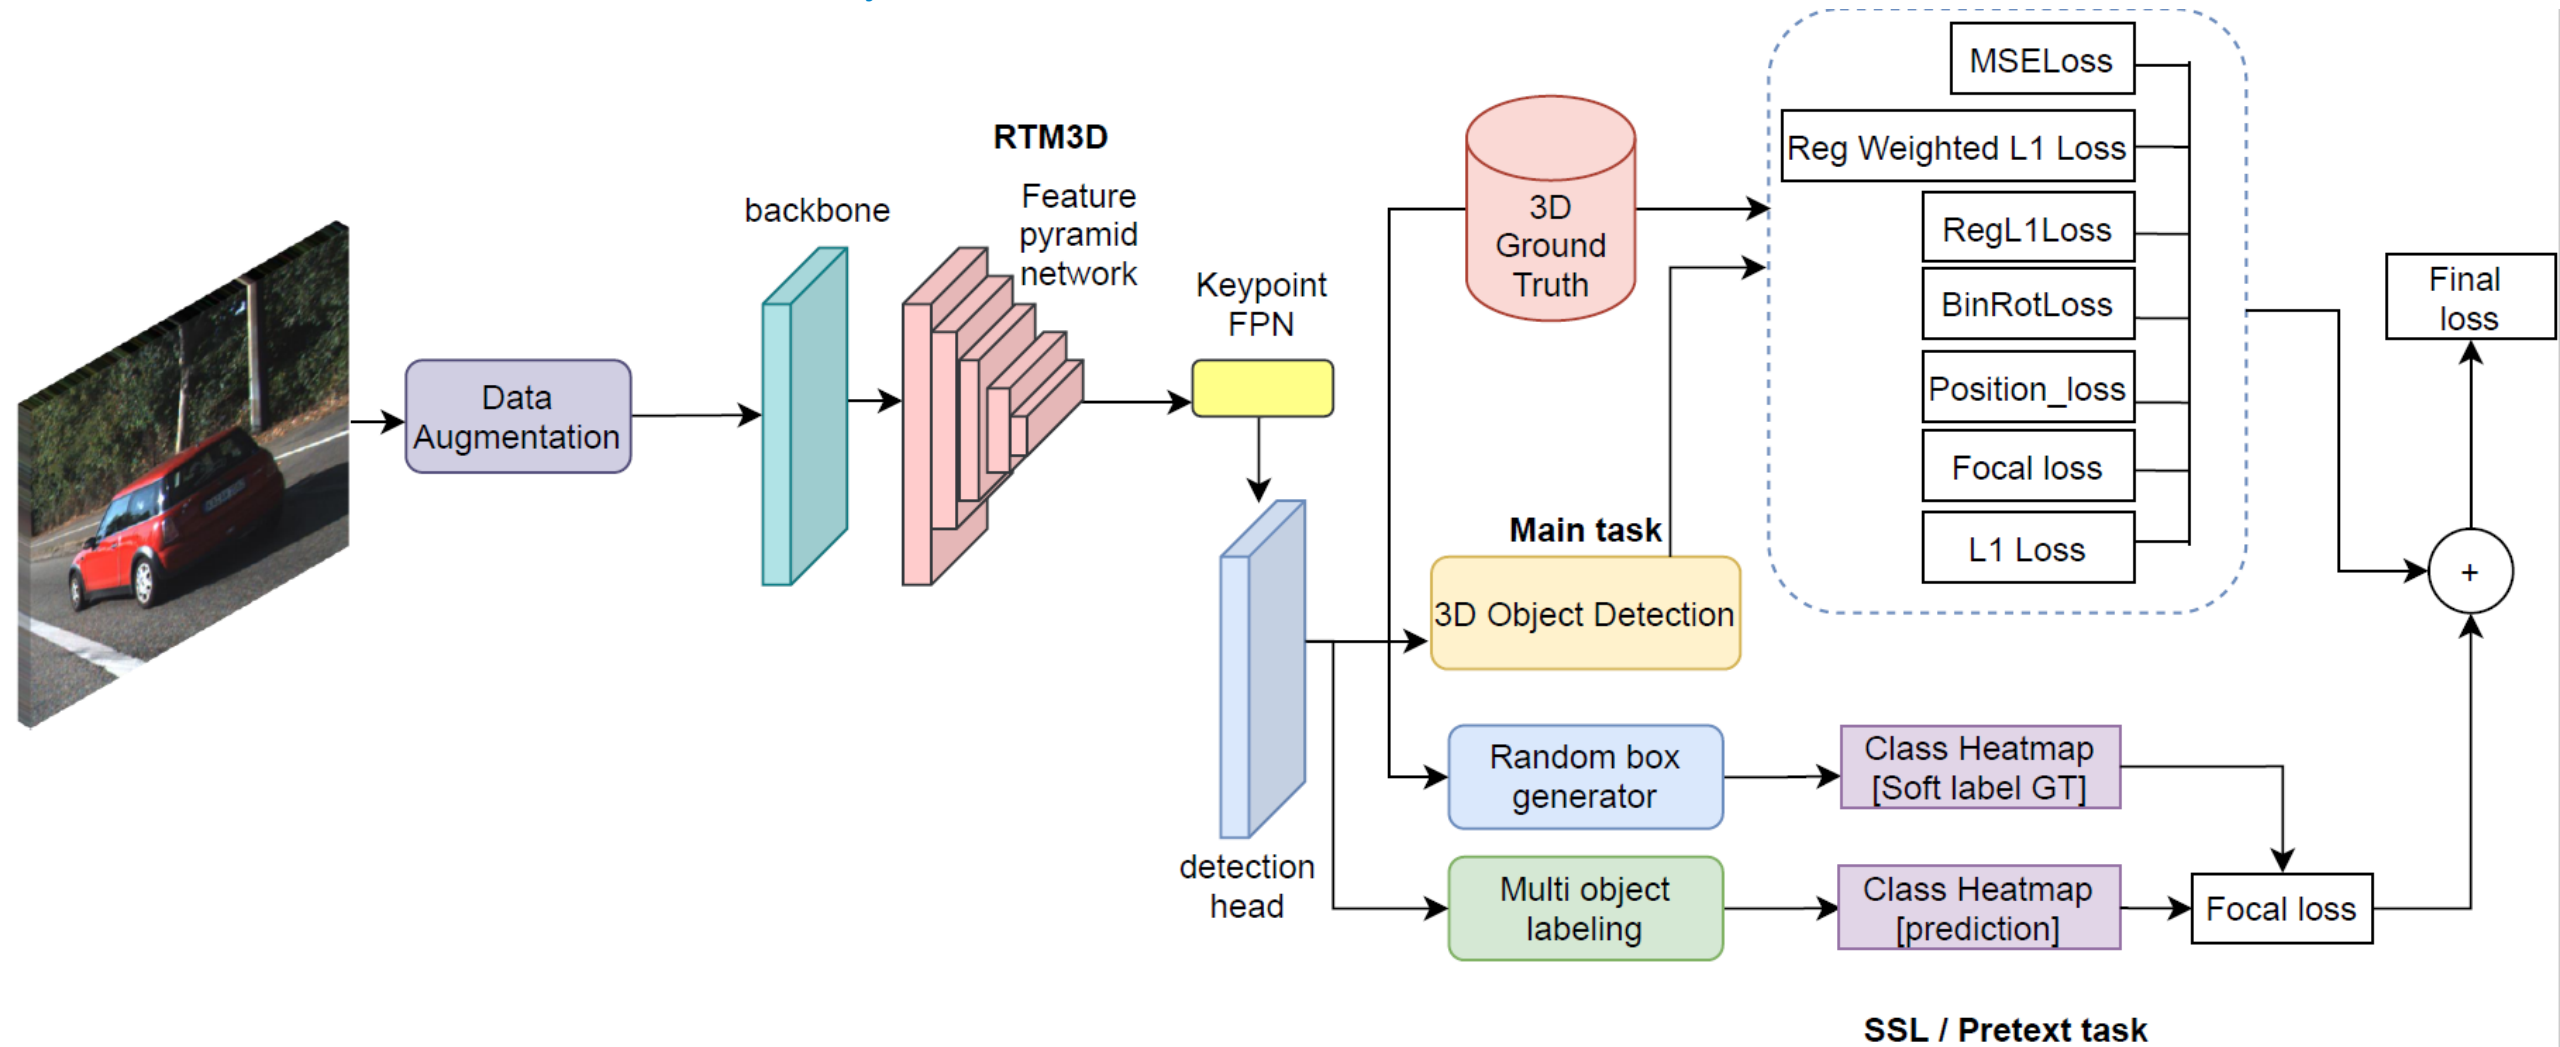 RTM3D
backbone
Feature
pyramid
network
Keypoint
FPN
Data
Augmentation
detection
head
3D
Ground
Truth
Main task
3D Object Detection
Random box
generator
Multi object
labeling
MSELoss
Reg Weighted L1 Loss
RegL1Loss
BinRotLoss
Position_loss
Focal loss
L1 Loss
Class Heatmap
[Soft label GT]
Class Heatmap
[prediction]
Focal loss
+
Final
loss
SSL / Pretext task